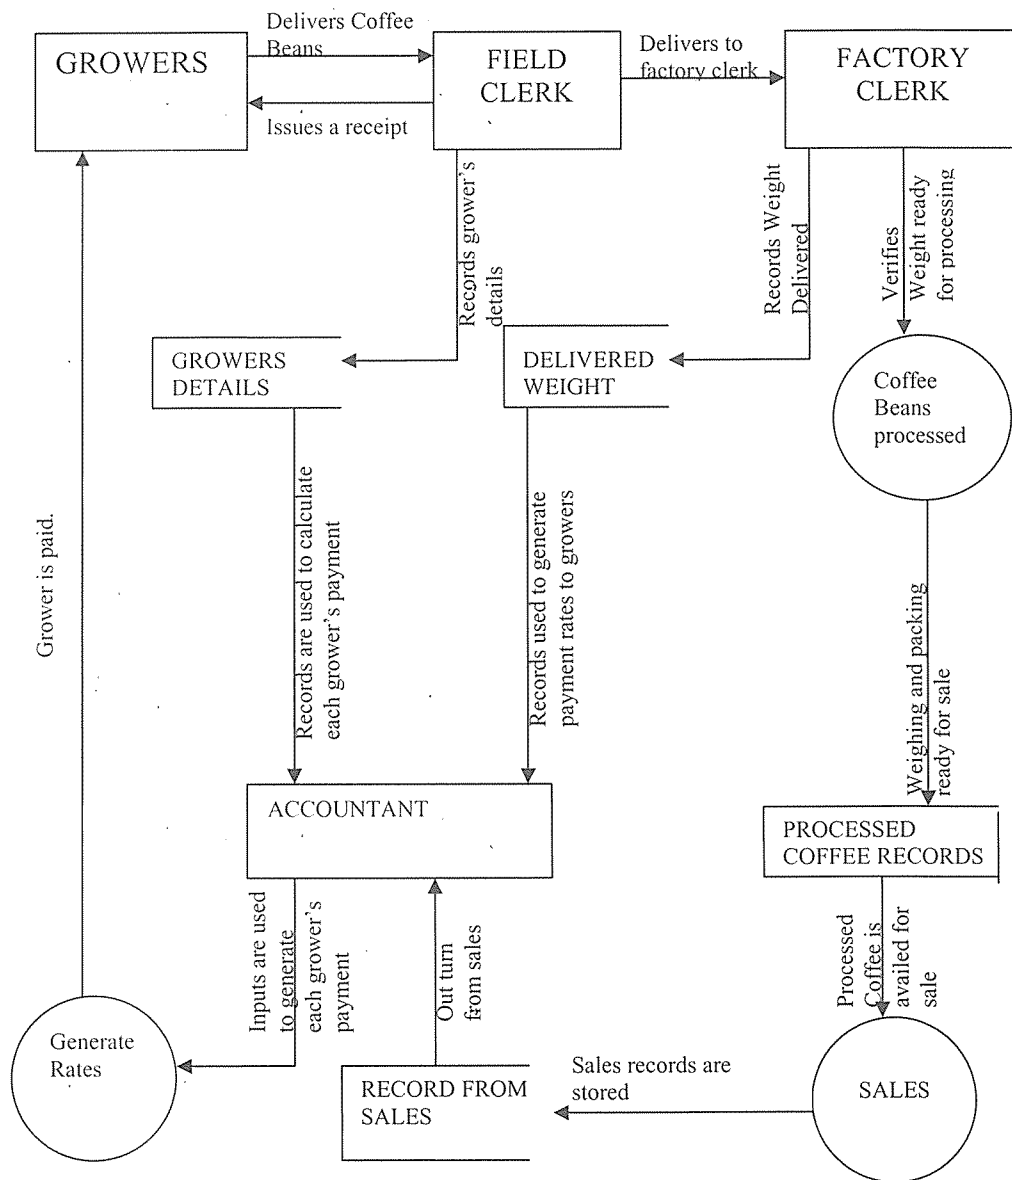 Delivers Coffee
Beans
GROWERS
FIELD
CLERK
Delivers to
factory clerk
FACTORY
CLERK
Issues a receipt
Records grower's
details
Records Weight
Delivered
Verifies
Weight ready
for processing
GROWERS
DETAILS
DELIVERED
WEIGHT
Coffee
Beans
processed
Grower is paid.
Records are used to calculate
each grower's payment
Records used to generate
payment rates to growers
Weighing and packing
ready for sale
ACCOUNTANT
PROCESSED
COFFEE RECORDS
Inputs are used
to generate
each grower's
payment
Out turn
from sales
Processed
Coffee is
availed for
sale
Generate
Rates
RECORD FROM
SALES
Sales records are
stored
SALES